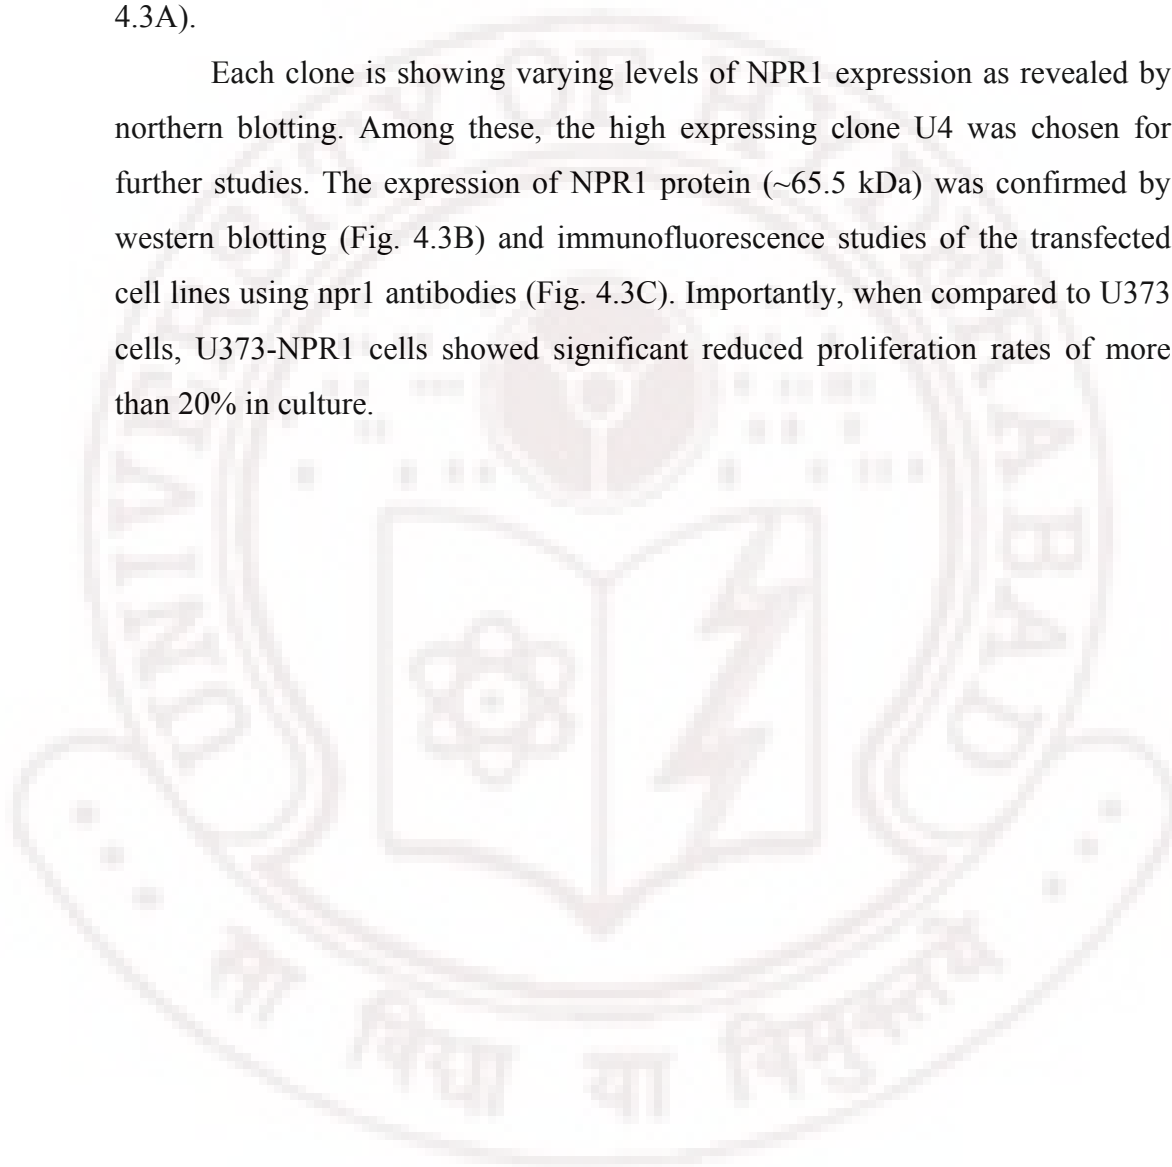 4.3A).
Each clone is showing varying levels of NPR1 expression as revealed by
northern blotting. Among these, the high expressing clone U4 was chosen for
further studies. The expression of NPR1 protein (~65.5 kDa) was confirmed by
western blotting (Fig. 4.3B) and immunofluorescence studies of the transfected
cell lines using npr1 antibodies (Fig. 4.3C). Importantly, when compared to U373
cells, U373-NPR1 cells showed significant reduced proliferation rates of more
than 20% in culture.
UNIVERSITY OF HYDERABAD
सा विद्या या विमुक्तये